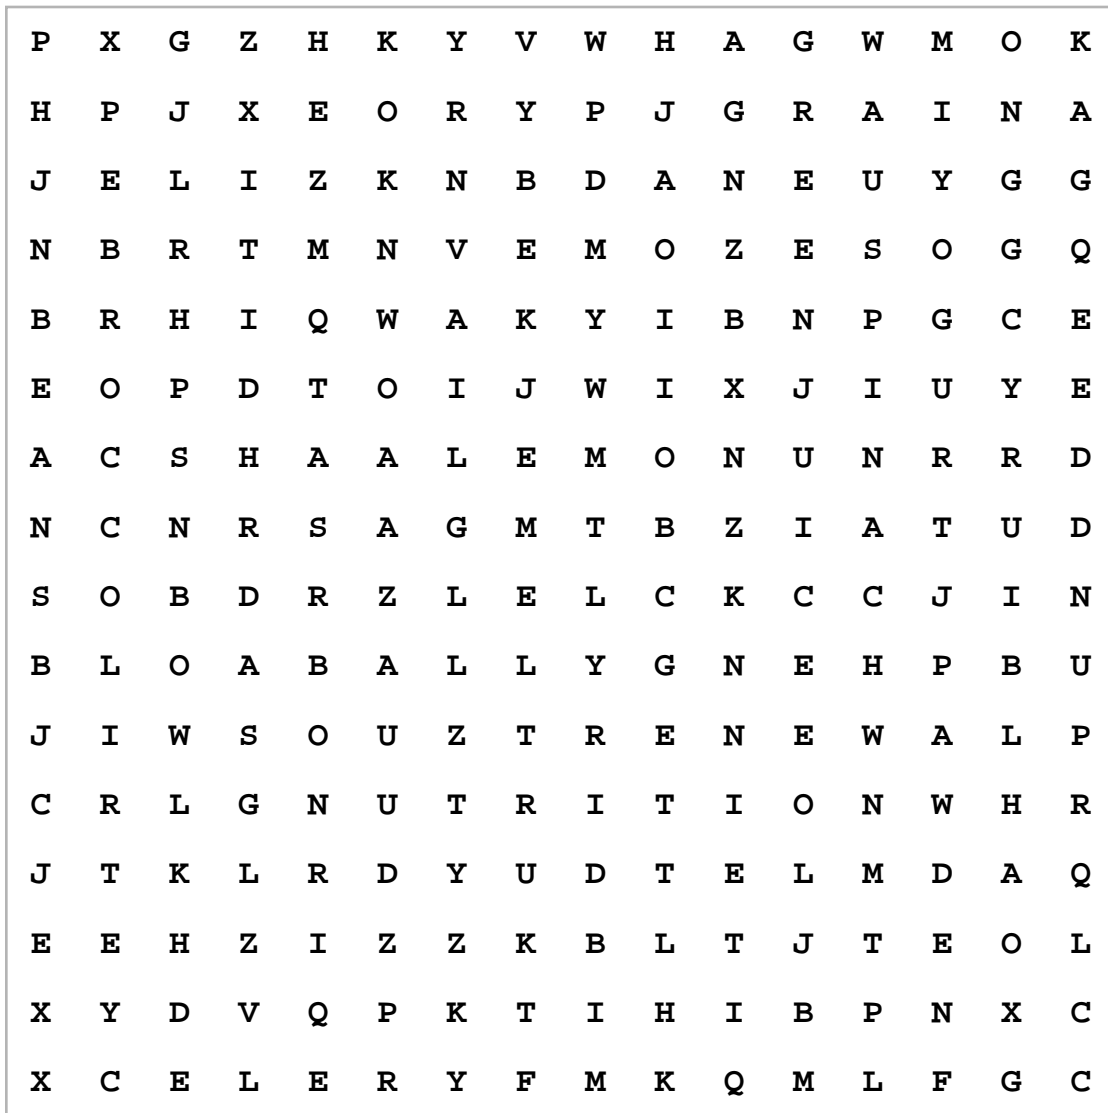 P X G Z H K Y V W H A G W M O K
H P J X E O R Y P J G R A I N A
J E L I Z K N B D A N E U Y G G
N B R T M N V E M O Z E S O G Q
B R H I Q W A K Y I B N P G C E
E O P D T O I J W I X J I U Y E
A C S H A A L E M O N U N R R D
N C N R S A G M T B Z I A T U D
S O B D R Z L E L C K C C J I N
B L O A B A L L Y G N E H P B U
J I W S O U Z T R E N E W A L P
C R L G N U T R I T I O N W H R
J T K L R D Y U D T E L M D A Q
E E H Z I Z Z K B L T J T E O L
X Y D V Q P K T I H I B P N X C
X C E L E R Y F M K Q M L F G C